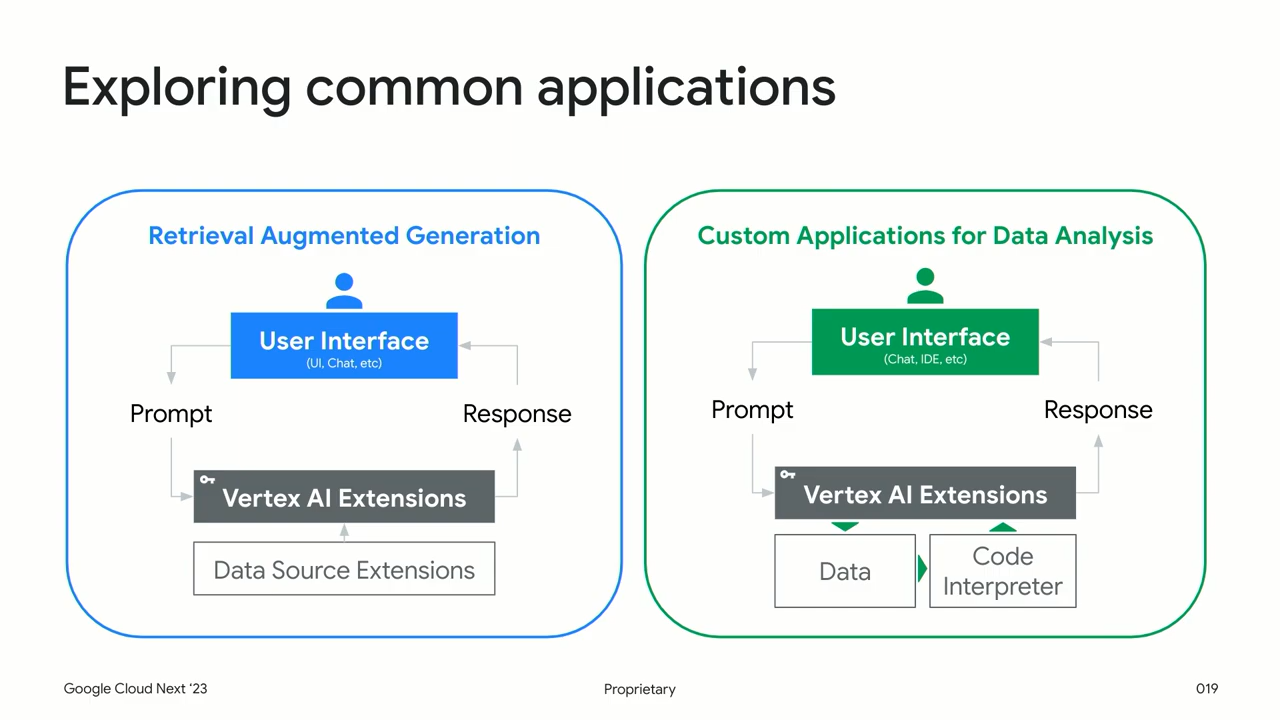 Exploring common applications
Retrieval Augmented Generation
User Interface
(UI, Chat, etc)
Prompt
Response
Vertex AI Extensions
Data Source Extensions
Custom Applications for Data Analysis
User Interface
(Chat, IDE, etc)
Prompt
Response
Vertex AI Extensions
Data
Code
Interpreter
Google Cloud Next ‘23
Proprietary
019